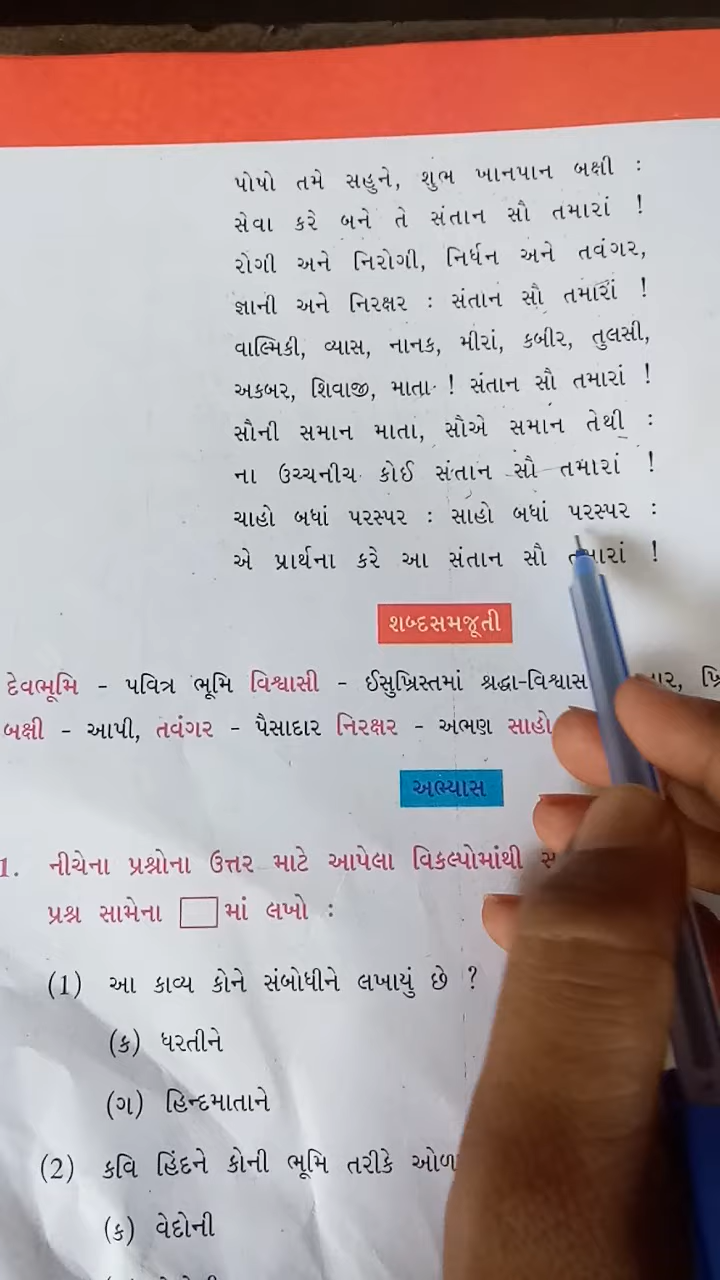 પોષો તમે સહુને, શુભ ખાનપાન બક્ષી :
સેવા કરે બને તે સંતાન સૌ તમારાં !
રોગી અને નિરોગી, નિર્ધન અને તવંગર,
જ્ઞાની અને નિરક્ષર : સંતાન સૌ તમારાં !
વાલ્મિકી, વ્યાસ, નાનક, મીરાં, કબીર, તુલસી,
અકબર, શિવાજી, માતા ! સંતાન સૌ તમારાં !
સૌની સમાન માતા, સૌએ સમાન તેથી :
ના ઉચ્ચનીચ કોઈ સંતાન સૌ તમારાં !
ચાહો બધાં પરસ્પર : સાહો બધાં પરસ્પર :
એ પ્રાર્થના કરે આ સંતાન સૌ તમારાં !
શબ્દસમજૂતી
દેવભૂમિ - પવિત્ર ભૂમિ વિશ્વાસી - ઈસુખ્રિસ્તમાં શ્રદ્ધા-વિશ્વાસ
બક્ષી - આપી, તવંગર - પૈસાદાર નિરક્ષર - અભણ સાહો
અભ્યાસ
1. નીચેના પ્રશ્નોના ઉત્તર માટે આપેલા વિકલ્પોમાંથી
પ્રશ્ન સામેના માં લખો :
(1) આ કાવ્ય કોને સંબોધીને લખાયું છે ?
(ક) ધરતીને
(ગ) હિન્દમાતાને
(2) કવિ હિંદને કોની ભૂમિ તરીકે
(ક) વેદોની